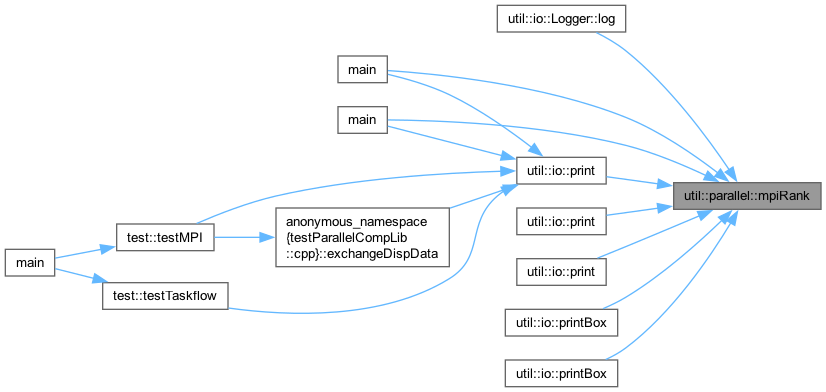 util::io::Logger::log
main
main
util::io::print
util::parallel::mpiRank
util::io::print
anonymous_namespace
{testParallelCompLib
::cpp}::exchangeDispData
test::testMPI
main
util::io::print
test::testTaskflow
util::io::printBox
util::io::printBox